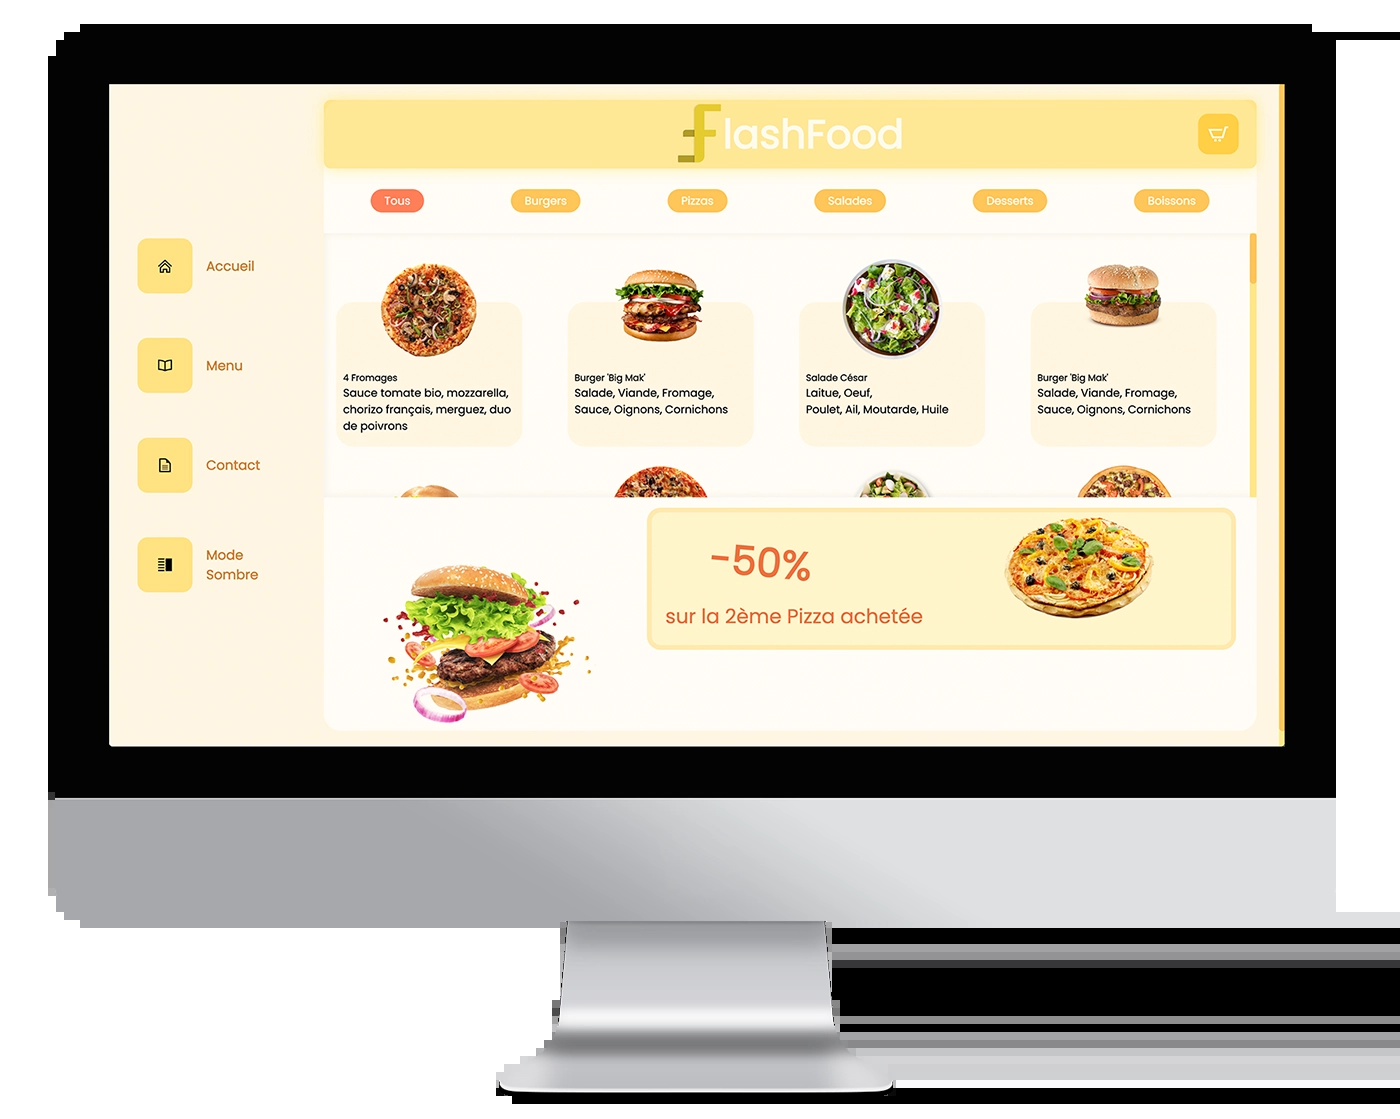 FlashFood
Tous
Burgers
Pizzas
Salades
Desserts
Boissons
Accueil
Menu
Contact
Mode
Sombre
4 Fromages
Sauce tomate bio, mozzarella,
chorizo français, merguez, duo
de poivrons
Burger 'Big Mak'
Salade, Viande, Fromage,
Sauce, Oignons, Cornichons
Salade César
Laitue, Oeuf,
Poulet, Ail, Moutarde, Huile
Burger 'Big Mak'
Salade, Viande, Fromage,
Sauce, Oignons, Cornichons
-50%
sur la 2ème Pizza achetée